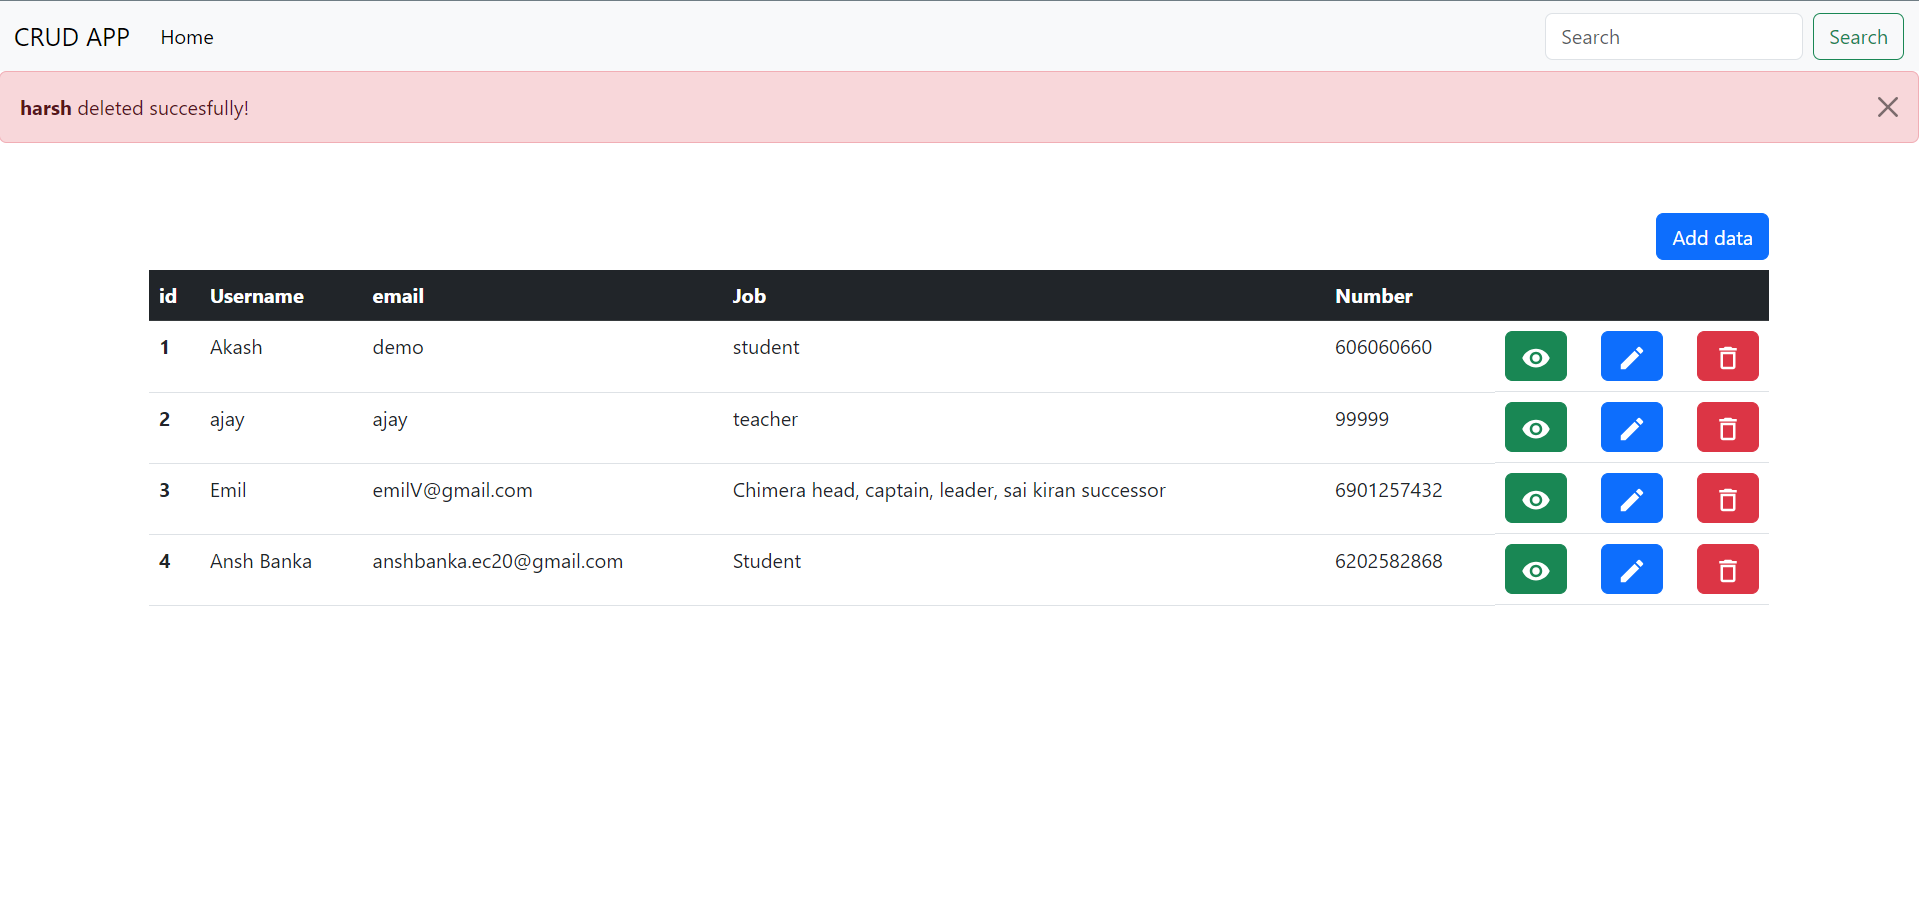 CRUD APP Home Search Search
harsh deleted succesfully!
Add data
id Username email Job Number
1 Akash demo student 606060660
2 ajay ajay teacher 99999
3 Emil emilV@gmail.com Chimera head, captain, leader, sai kiran successor 6901257432
4 Ansh Banka anshbanka.ec20@gmail.com Student 6202582868